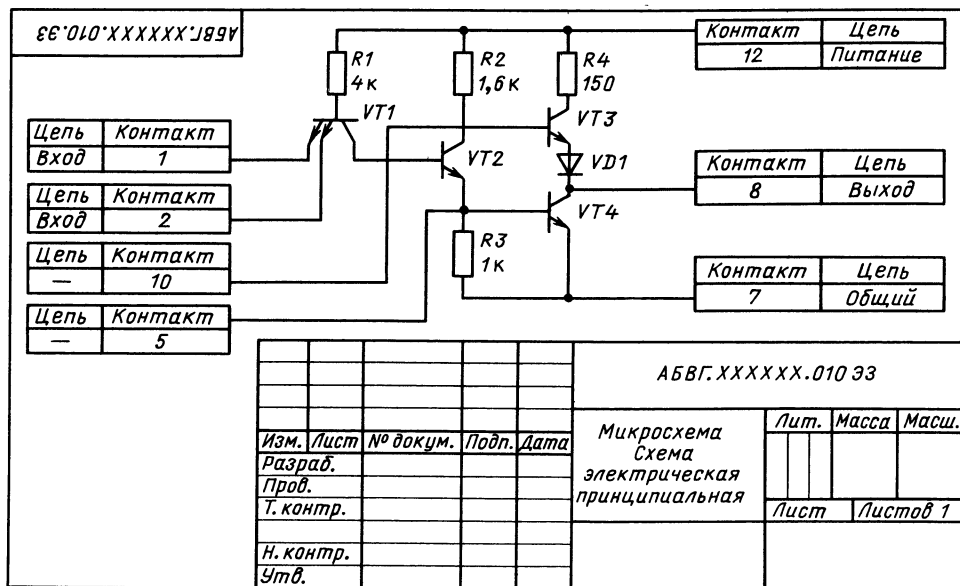 АБВГ.XXXXXX.010.ЭЗ
Контакт Цепь
12 Питание
R1
4к
R2
1,6к
R4
150
VT1
VT3
Цепь Контакт
Вход 1
VT2
VD1
Контакт Цепь
8 Выход
Цепь Контакт
Вход 2
VT4
R3
1к
Цепь Контакт
— 10
Контакт Цепь
7 Общий
Цепь Контакт
— 5
АБВГ.XXXXXX.010 ЭЗ
Изм. Лист № докум. Подп. Дата
Разраб.
Пров.
Т. контр.
Н. контр.
Утв.
Микросхема
Схема
электрическая
принципиальная
Лит. Масса Масш.
Лист Листов 1